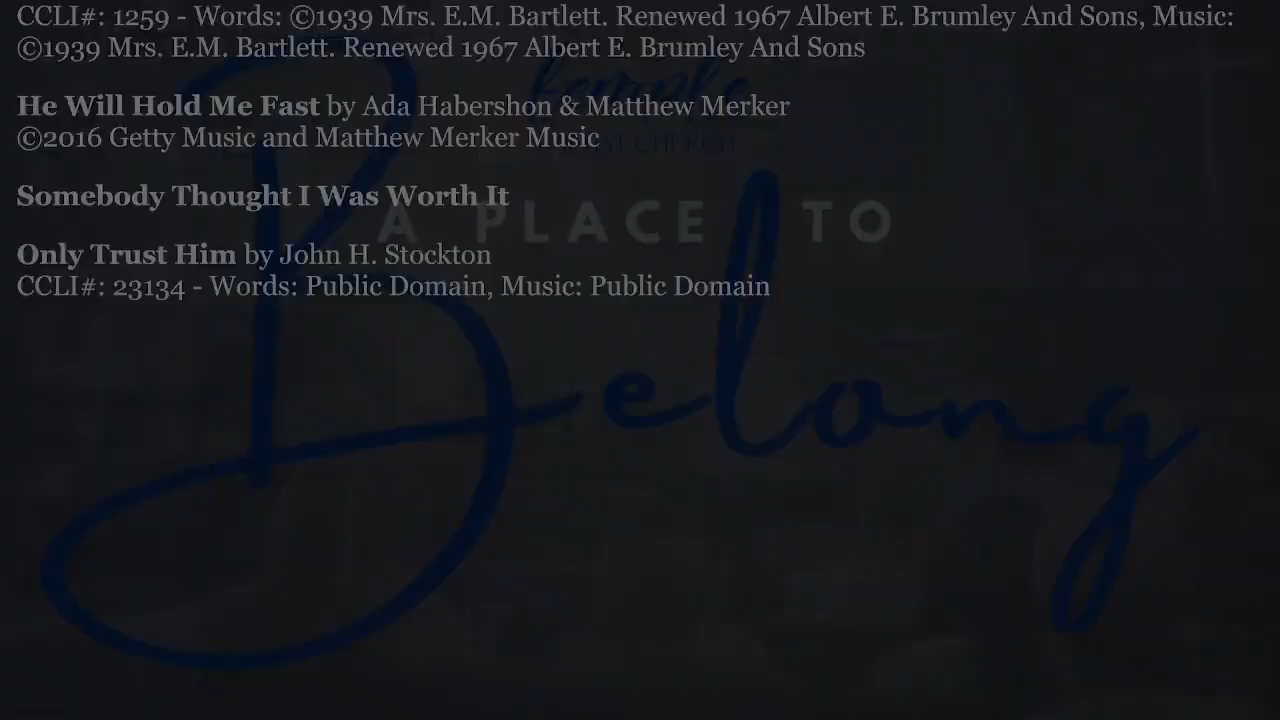 CCLI#: 1259 - Words: ©1939 Mrs. E.M. Bartlett. Renewed 1967 Albert E. Brumley And Sons, Music:
©1939 Mrs. E.M. Bartlett. Renewed 1967 Albert E. Brumley And Sons
He Will Hold Me Fast by Ada Habershon & Matthew Merker
©2016 Getty Music and Matthew Merker Music
Somebody Thought I Was Worth It
Only Trust Him by John H. Stockton
CCLI#: 23134 - Words: Public Domain, Music: Public Domain
Temple
CHURCH
A PLACE TO
Belong